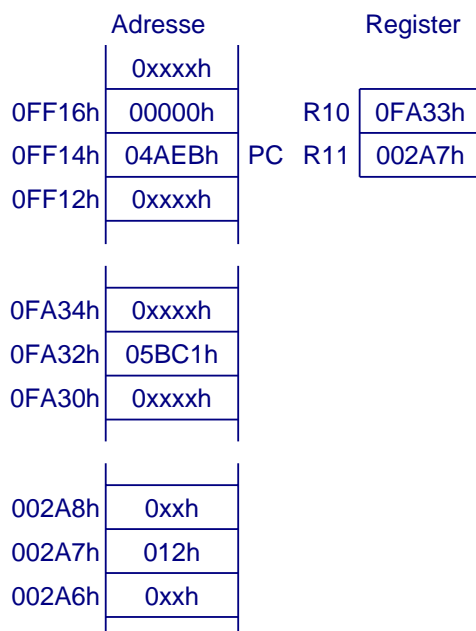 Adresse Register
0xxxxh
0FF16h 00000h R10 0FA33h
0FF14h 04AEBh PC R11 002A7h
0FF12h 0xxxxh
0FA34h 0xxxxh
0FA32h 05BC1h
0FA30h 0xxxxh
002A8h 0xxh
002A7h 012h
002A6h 0xxh